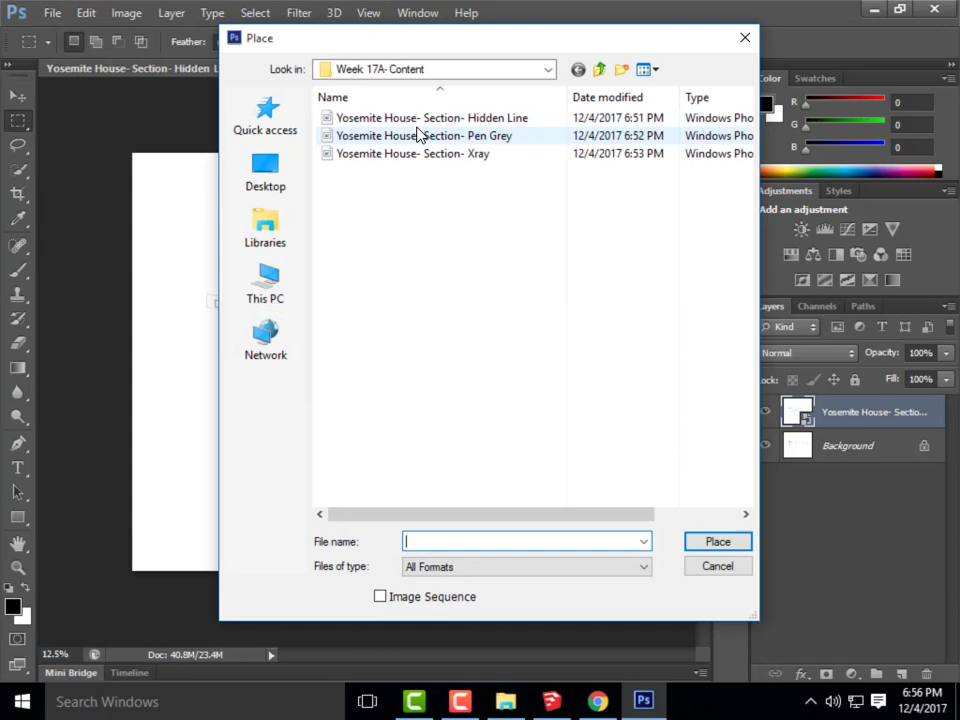 Ps File Edit Image Layer Type Select Filter 3D View Window Help
Feather:
Yosemite House- Section- Hidden L
Ps Place
Look in: Week 17A- Content
Name Date modified Type
Yosemite House- Section- Hidden Line 12/4/2017 6:51 PM Windows Pho
Yosemite House- Section- Pen Grey 12/4/2017 6:52 PM Windows Pho
Yosemite House- Section- Xray 12/4/2017 6:53 PM Windows Pho
Quick access
Desktop
Libraries
This PC
Network
File name:
Place
Files of type: All Formats
Cancel
Image Sequence
Color Swatches
R 0
G 0
B 0
Adjustments Styles
Add an adjustment
Layers Channels Paths
Kind
Normal Opacity: 100%
Lock: Fill: 100%
Yosemite House- Sectio...
Background
12.5% Doc: 40.8M/23.4M
Mini Bridge Timeline
Search Windows
Ps
6:56 PM
12/4/2017